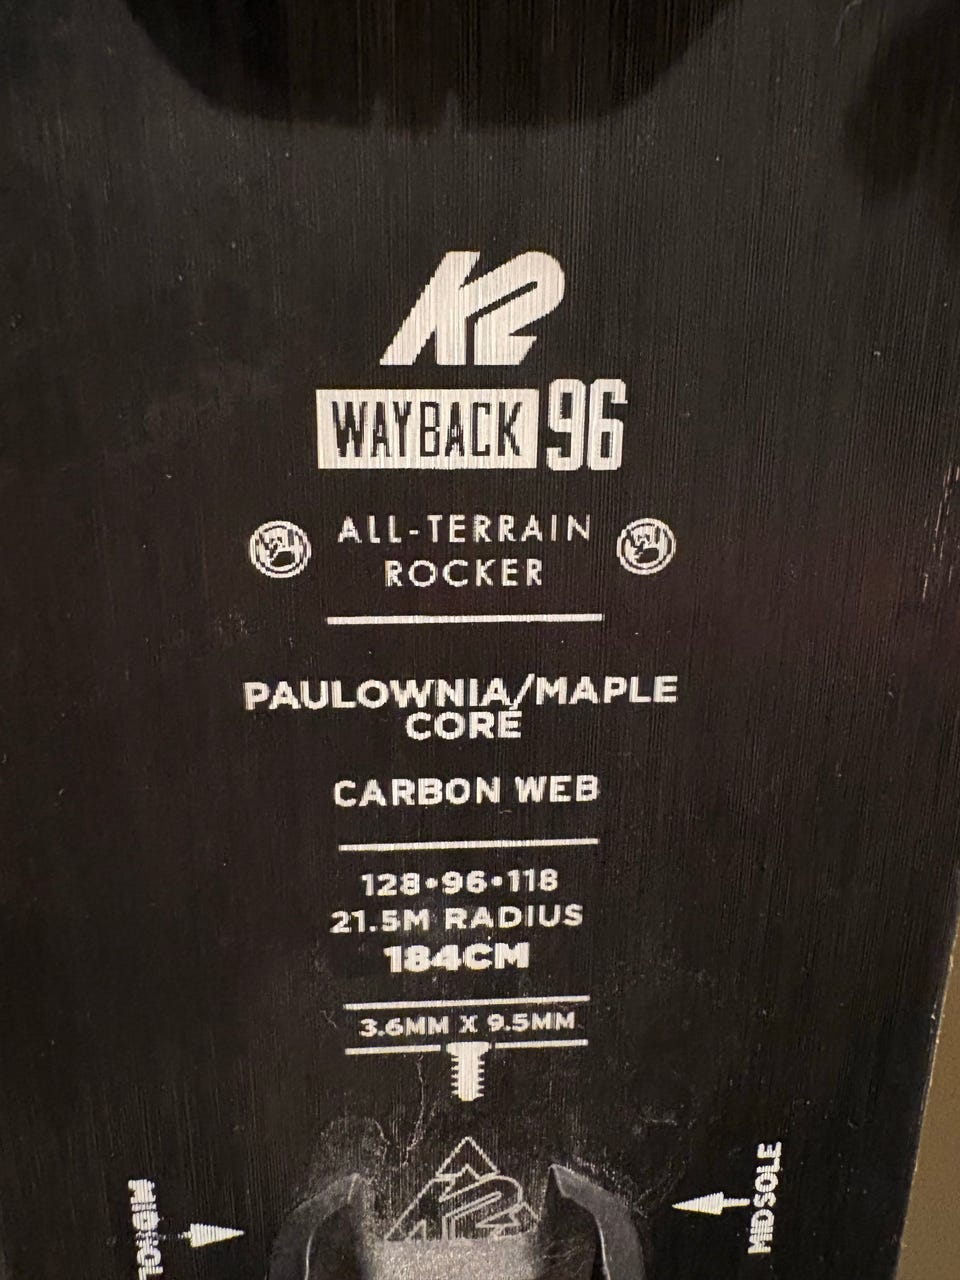 K2
WAYBACK 96
ALL-TERRAIN
ROCKER
PAULOWNIA/MAPLE
CORE
CARBON WEB
128•96•118
21.5M RADIUS
184CM
3.6MM X 9.5MM
K2
MIDSOLE